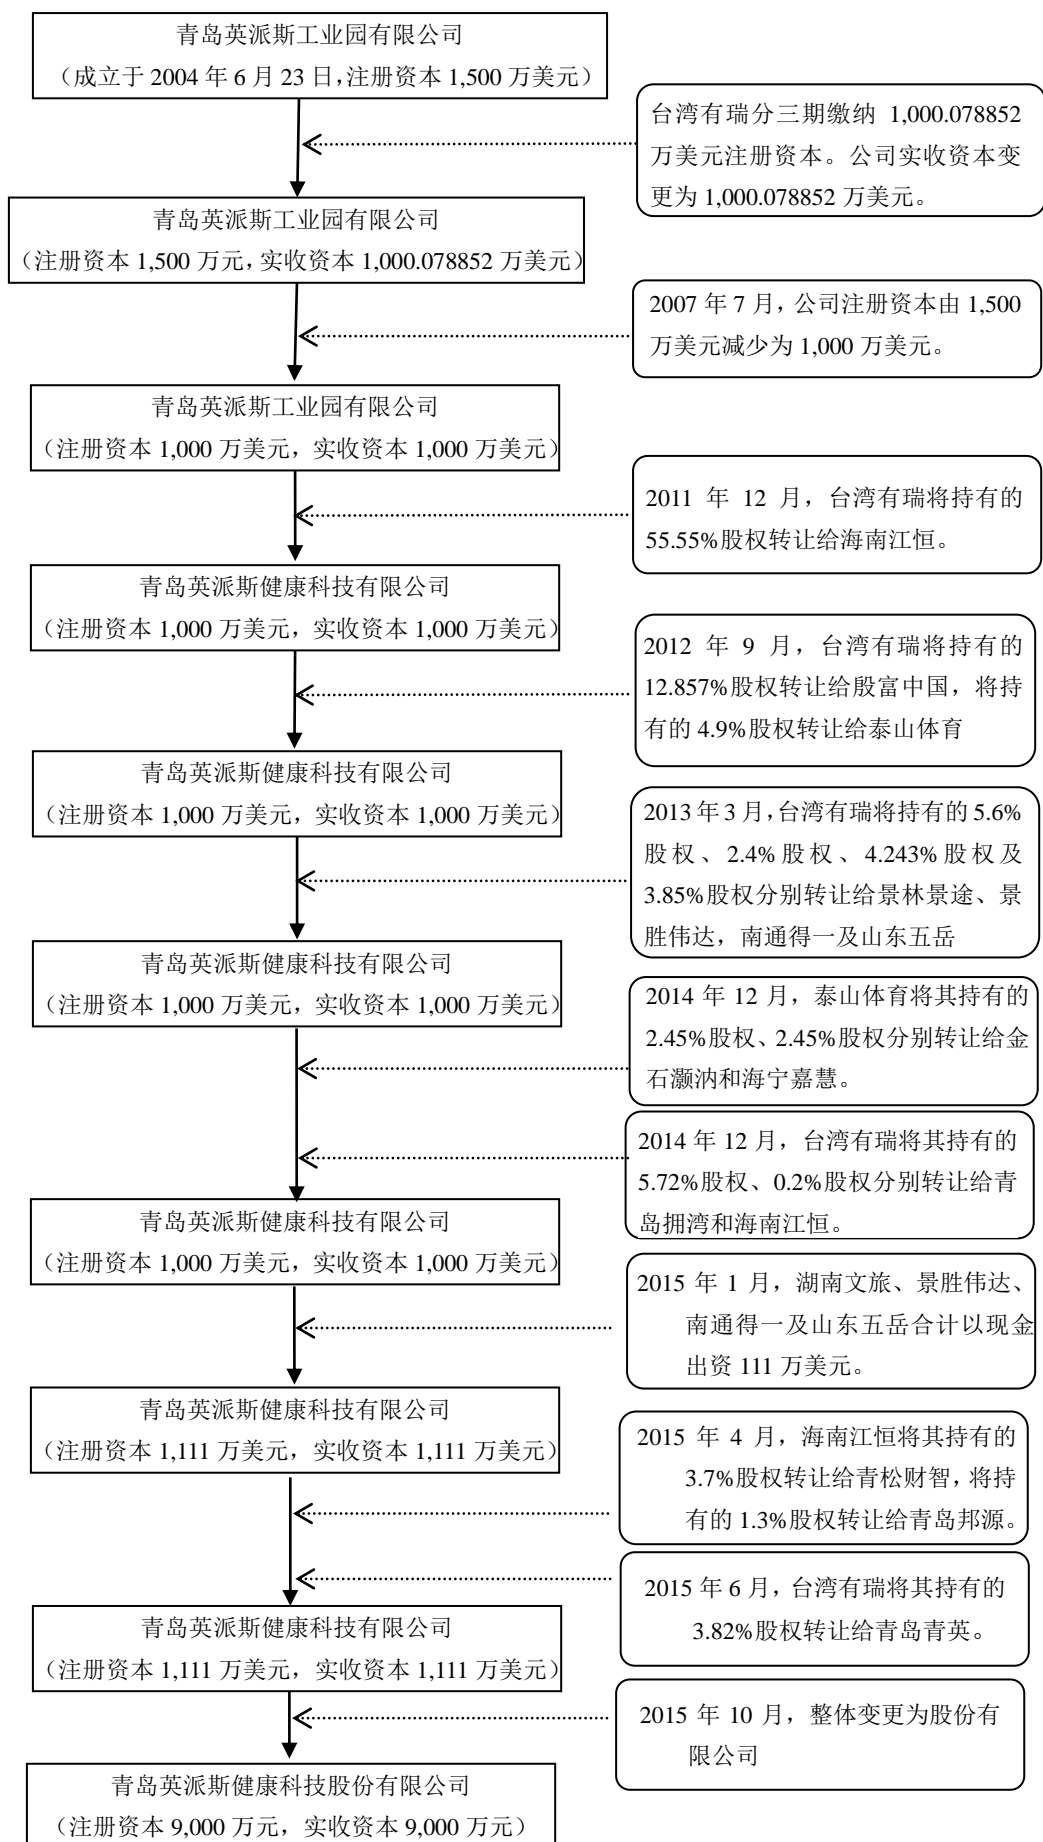 青岛英派斯工业园有限公司
（成立于 2004 年 6 月 23 日，注册资本 1,500 万美元）
台湾有瑞分三期缴纳 1,000.078852
万美元注册资本。公司实收资本变
更为 1,000.078852 万美元。
青岛英派斯工业园有限公司
（注册资本 1,500 万元，实收资本 1,000.078852 万美元）
2007 年 7 月，公司注册资本由 1,500
万美元减少为 1,000 万美元。
青岛英派斯工业园有限公司
（注册资本 1,000 万美元，实收资本 1,000 万美元）
2011 年 12 月，台湾有瑞将持有的
55.55%股权转让给海南江恒。
青岛英派斯健康科技有限公司
（注册资本 1,000 万美元，实收资本 1,000 万美元）
2012 年 9 月，台湾有瑞将持有的
12.857%股权转让给殷富中国，将持
有的 4.9%股权转让给泰山体育
青岛英派斯健康科技有限公司
（注册资本 1,000 万美元，实收资本 1,000 万美元）
2013 年 3 月，台湾有瑞将持有的 5.6%
股权、2.4%股权、4.243%股权及
3.85%股权分别转让给景林景途、景
胜伟达，南通得一及山东五岳
青岛英派斯健康科技有限公司
（注册资本 1,000 万美元，实收资本 1,000 万美元）
2014 年 12 月，泰山体育将其持有的
2.45%股权、2.45%股权分别转让给金
石灏汭和海宁嘉慧。
2014 年 12 月，台湾有瑞将其持有的
5.72%股权、0.2%股权分别转让给青
岛拥湾和海南江恒。
青岛英派斯健康科技有限公司
（注册资本 1,000 万美元，实收资本 1,000 万美元）
2015 年 1 月，湖南文旅、景胜伟达、
南通得一及山东五岳合计以现金
出资 111 万美元。
青岛英派斯健康科技有限公司
（注册资本 1,111 万美元，实收资本 1,111 万美元）
2015 年 4 月，海南江恒将其持有的
3.7%股权转让给青松财智，将持
有的 1.3%股权转让给青岛邦源。
2015 年 6 月，台湾有瑞将其持有的
3.82%股权转让给青岛青英。
青岛英派斯健康科技有限公司
（注册资本 1,111 万美元，实收资本 1,111 万美元）
2015 年 10 月，整体变更为股份有
限公司
青岛英派斯健康科技股份有限公司
（注册资本 9,000 万元，实收资本 9,000 万元）